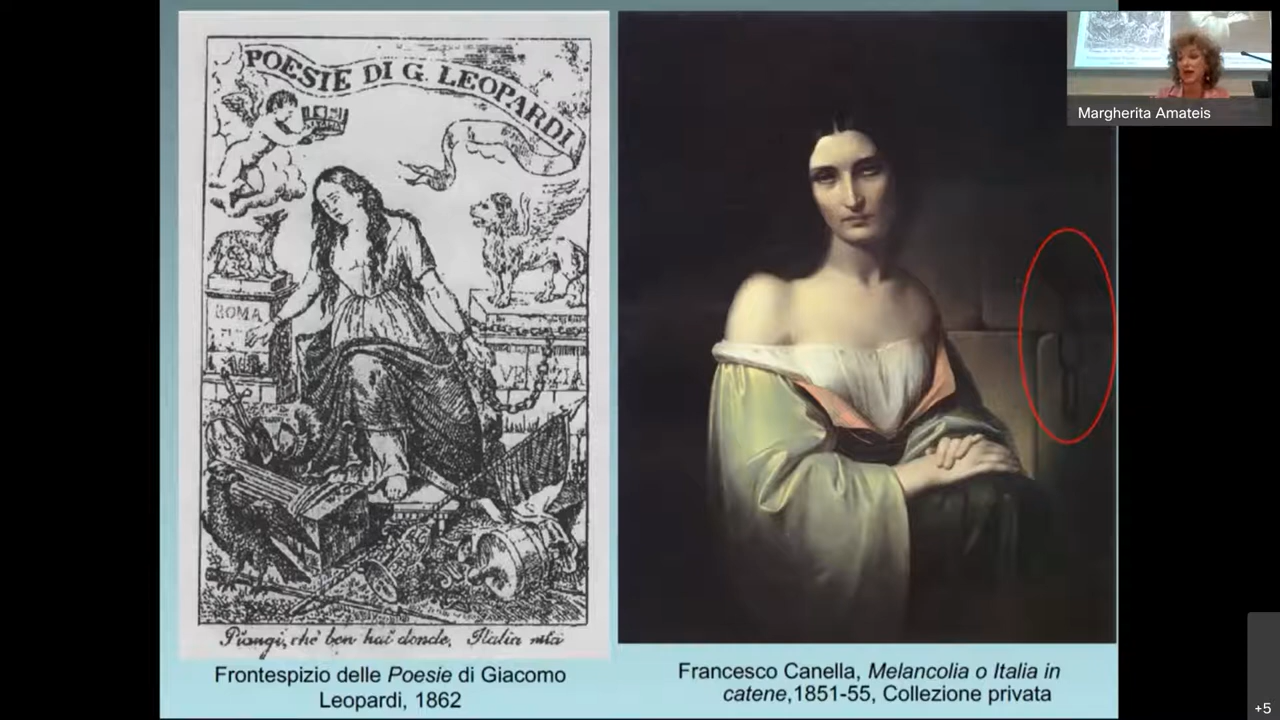 POESIE DI G. LEOPARDI
ROMA
VENEZIA
Piangi, che ben hai donde, Italia mia
Frontespizio delle Poesie di Giacomo
Leopardi, 1862
Francesco Canella, Melancolia o Italia in
catene,1851-55, Collezione privata
Margherita Amateis
+5